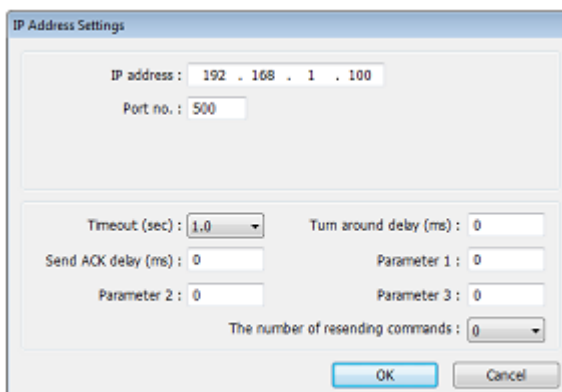 IP Address Settings
IP address : 192 . 168 . 1 . 100
Port no. : 500
Timeout (sec) : 1.0 Turn around delay (ms) : 0
Send ACK delay (ms) : 0 Parameter 1 : 0
Parameter 2 : 0 Parameter 3 : 0
The number of resending commands : 0
OK Cancel